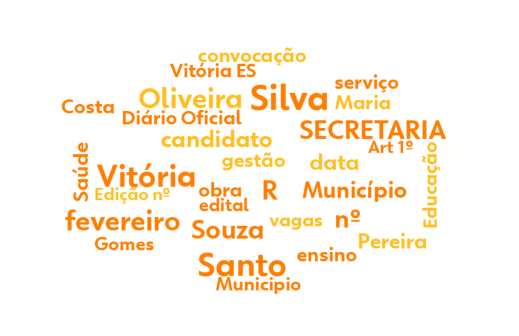 convocação
Vitória ES
serviço
Oliveira
Silva
Maria
Costa
Diário Oficial
SECRETARIA
candidato
Art 1º
Saúde
gestão
data
Educação
Vitória
Edição nº
obra
R
Município
edital
fevereiro
Souza
vagas
nº
Gomes
Pereira
ensino
Santo
Municipio